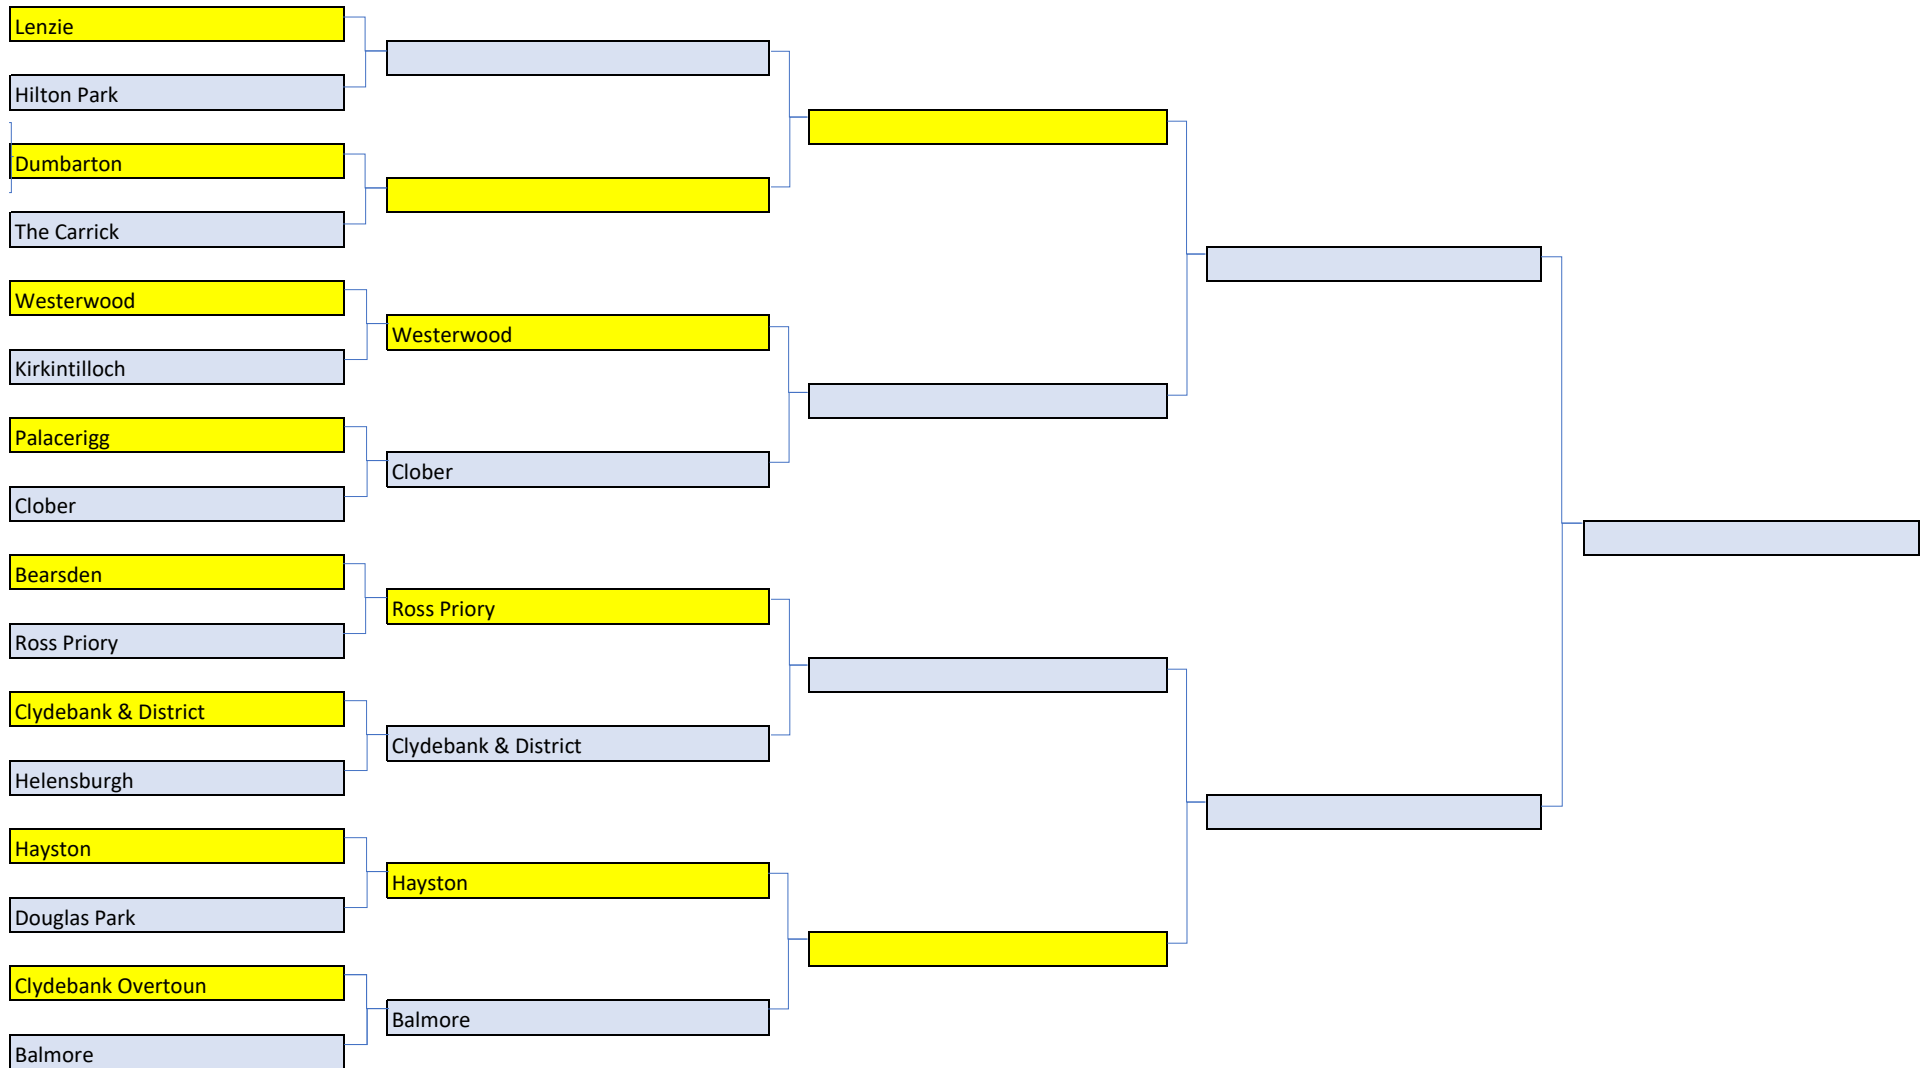 Lenzie
Hilton Park
Dumbarton
The Carrick
Westerwood
Kirkintilloch
Palacerigg
Clober
Bearsden
Ross Priory
Clydebank & District
Helensburgh
Hayston
Douglas Park
Clydebank Overtoun
Balmore
Westerwood
Clober
Ross Priory
Clydebank & District
Hayston
Balmore